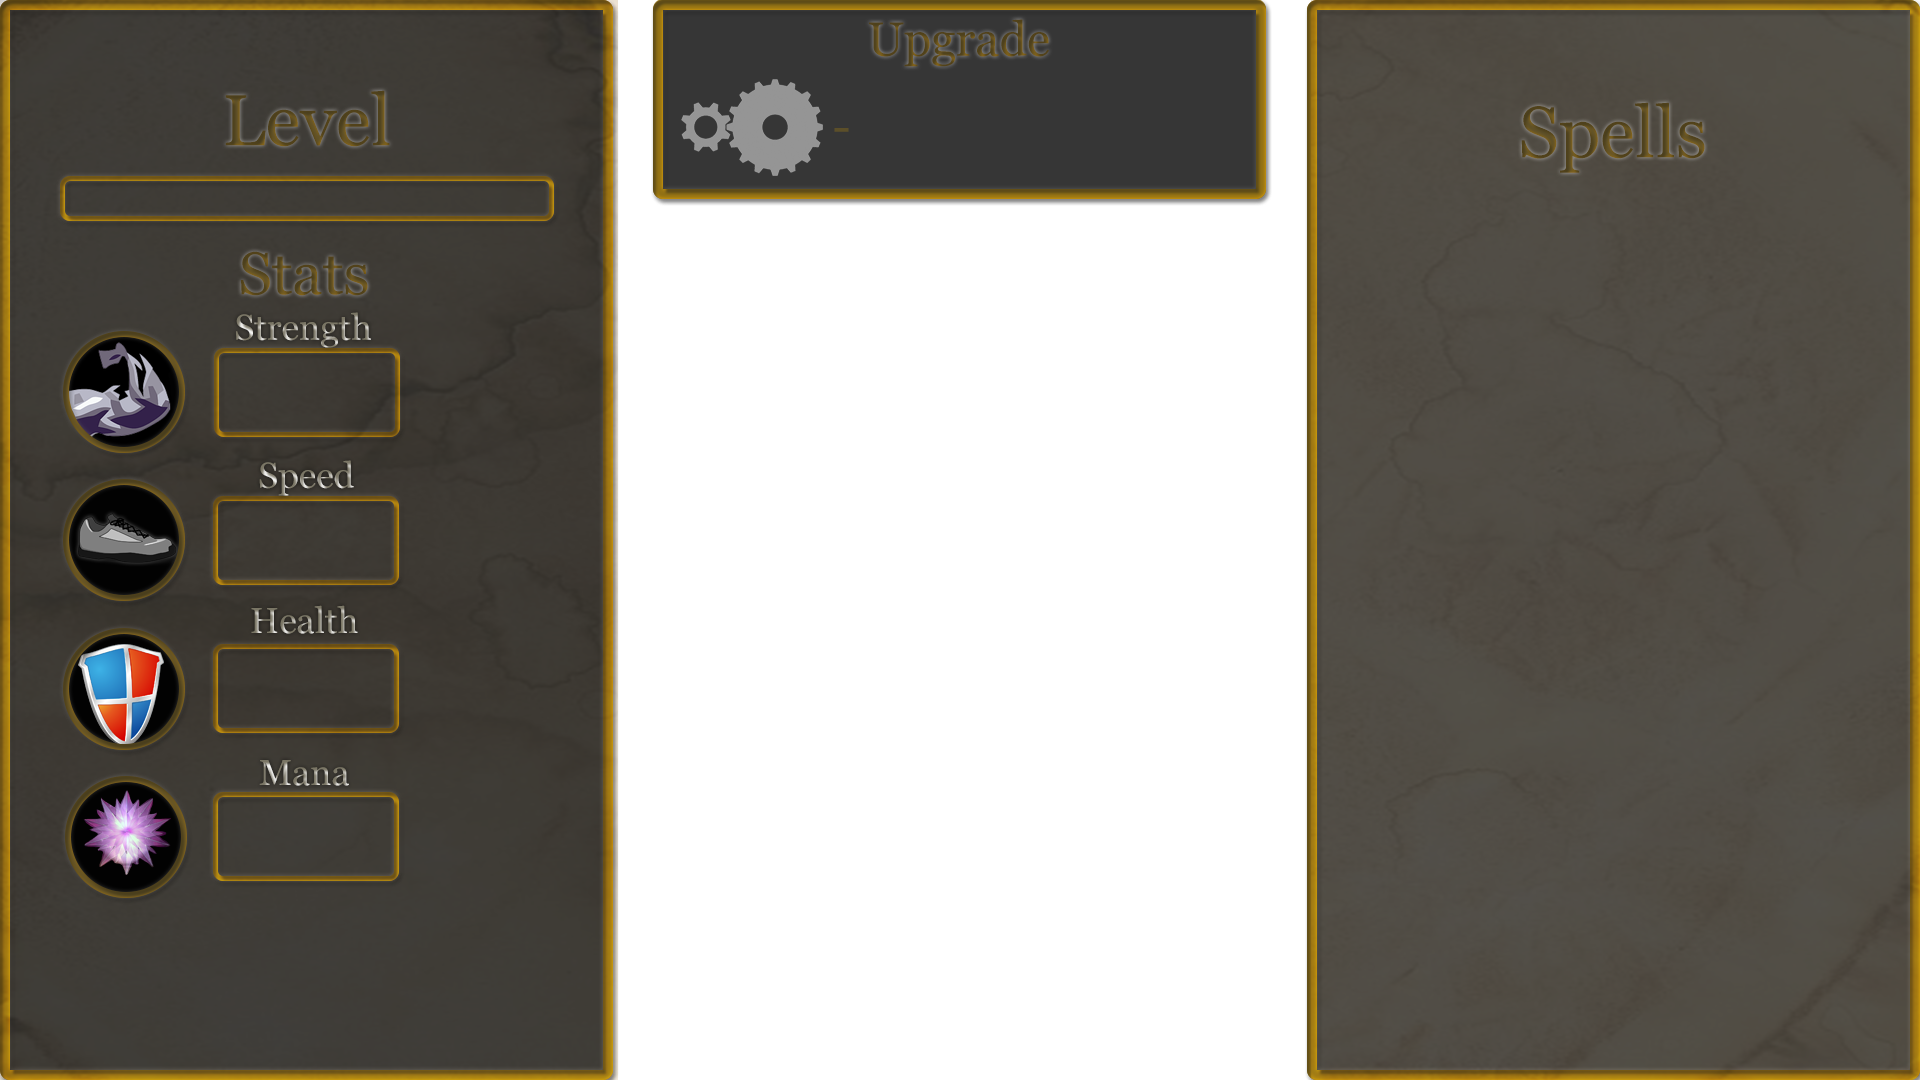 Level
Stats
Strength
Speed
Health
Mana
Upgrade
-
Spells